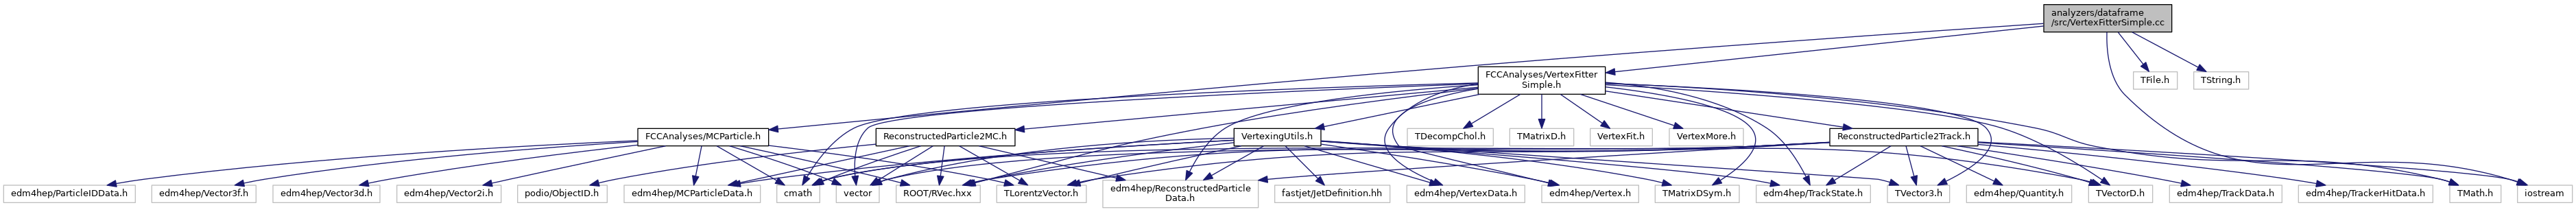 analyzers/dataframe
/src/VertexFitterSimple.cc
FCCAnalyses/VertexFitter
Simple.h
TFile.h
TString.h
FCCAnalyses/MCParticle.h
ReconstructedParticle2MC.h
VertexingUtils.h
TDecompChol.h
TMatrixD.h
VertexFit.h
VertexMore.h
ReconstructedParticle2Track.h
edm4hep/ParticleIDData.h
edm4hep/Vector3f.h
edm4hep/Vector3d.h
edm4hep/Vector2i.h
podio/ObjectID.h
edm4hep/MCParticleData.h
cmath
vector
ROOT/RVec.hxx
TLorentzVector.h
edm4hep/ReconstructedParticle
Data.h
fastjet/JetDefinition.hh
edm4hep/VertexData.h
edm4hep/Vertex.h
TMatrixDSym.h
edm4hep/TrackState.h
TVector3.h
edm4hep/Quantity.h
TVectorD.h
edm4hep/TrackData.h
edm4hep/TrackerHitData.h
TMath.h
iostream